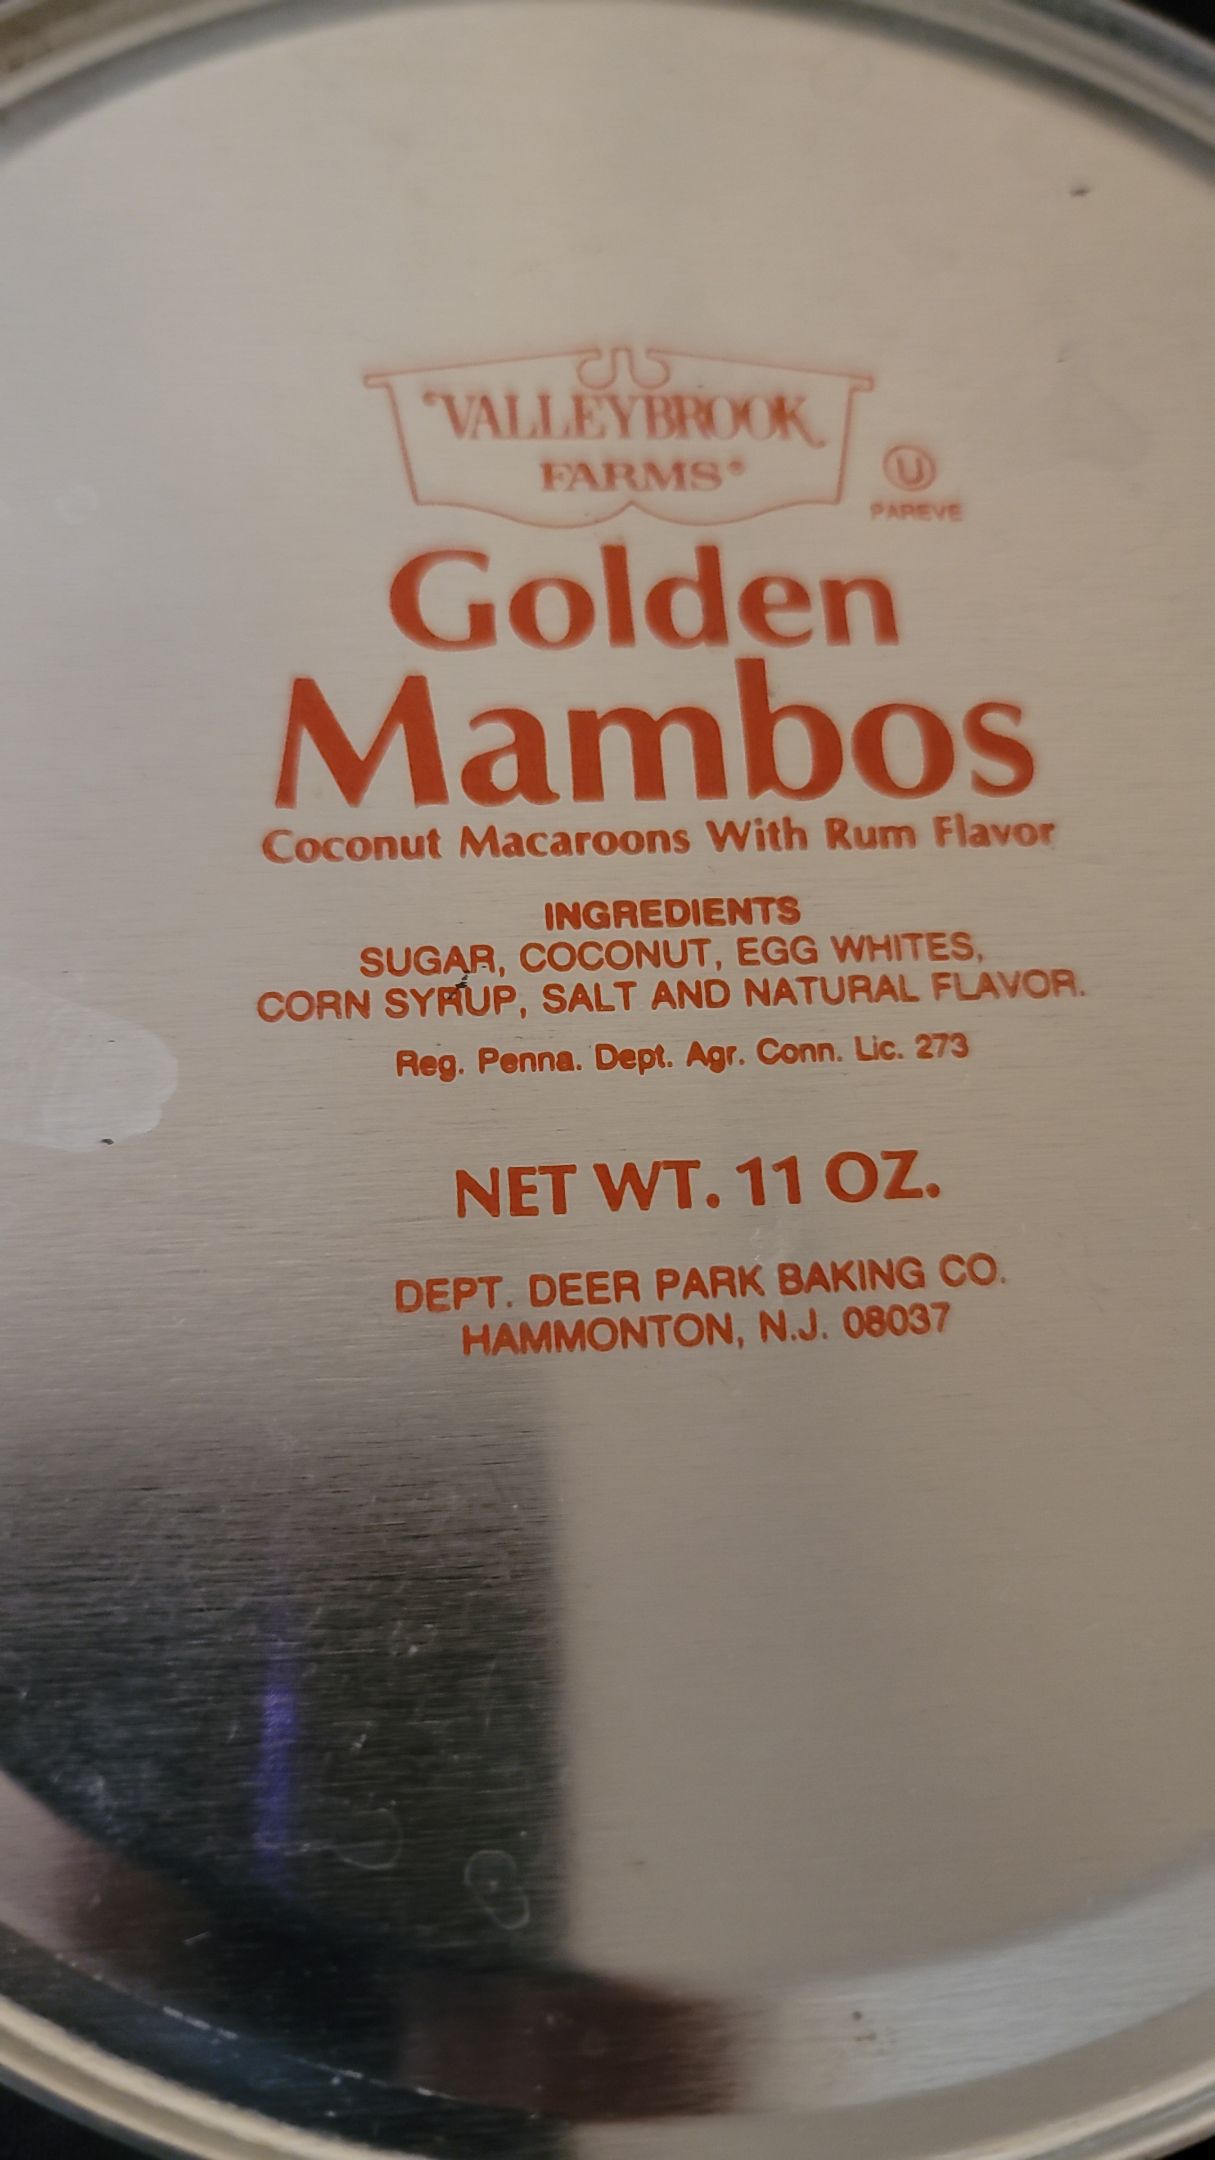 VALLEYBROOK
FARMS®
U
PAREVE
Golden
Mambos
Coconut Macaroons With Rum Flavor
INGREDIENTS
SUGAR, COCONUT, EGG WHITES,
CORN SYRUP, SALT AND NATURAL FLAVOR.
Reg. Penna. Dept. Agr. Conn. Lic. 273
NET WT. 11 OZ.
DEPT. DEER PARK BAKING CO.
HAMMONTON, N.J. 08037